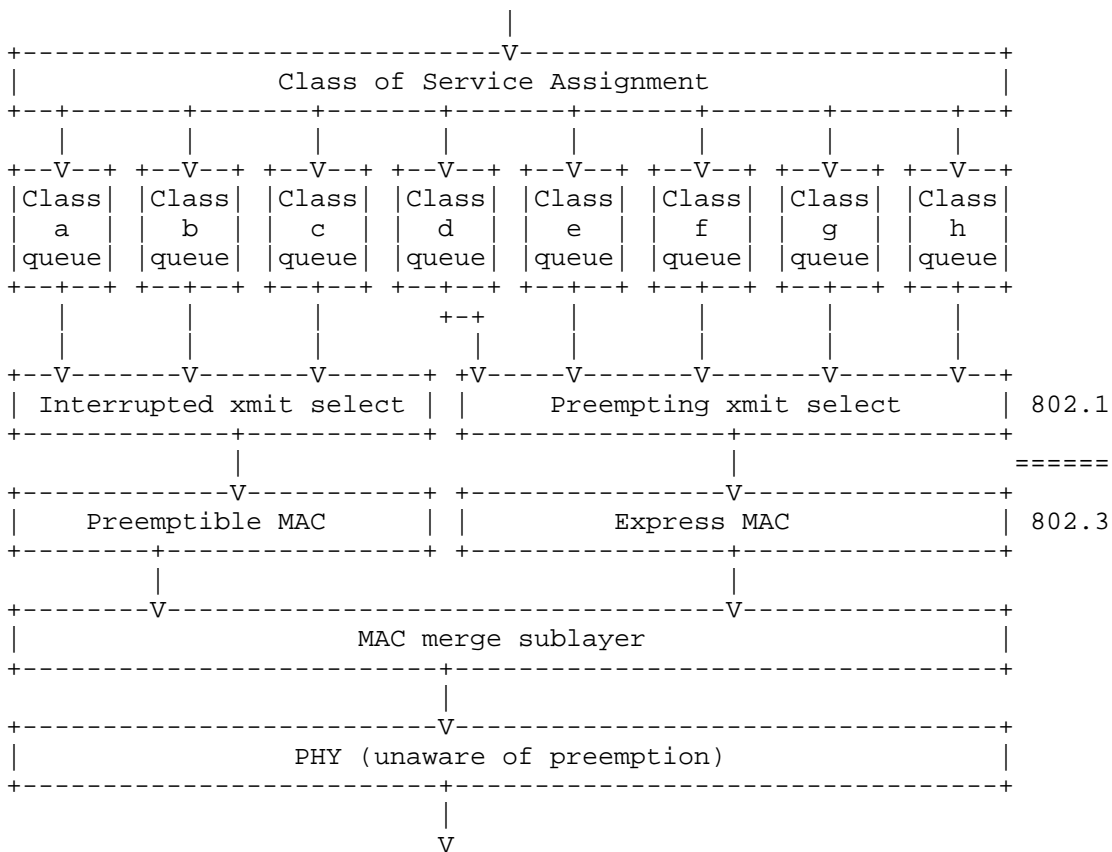 Class of Service Assignment
Class Class Class Class Class Class Class Class
a b c d e f g h
queue queue queue queue queue queue queue queue
Interrupted xmit select Preempting xmit select 802.1
======
Preemptible MAC Express MAC 802.3
MAC merge sublayer
PHY (unaware of preemption)